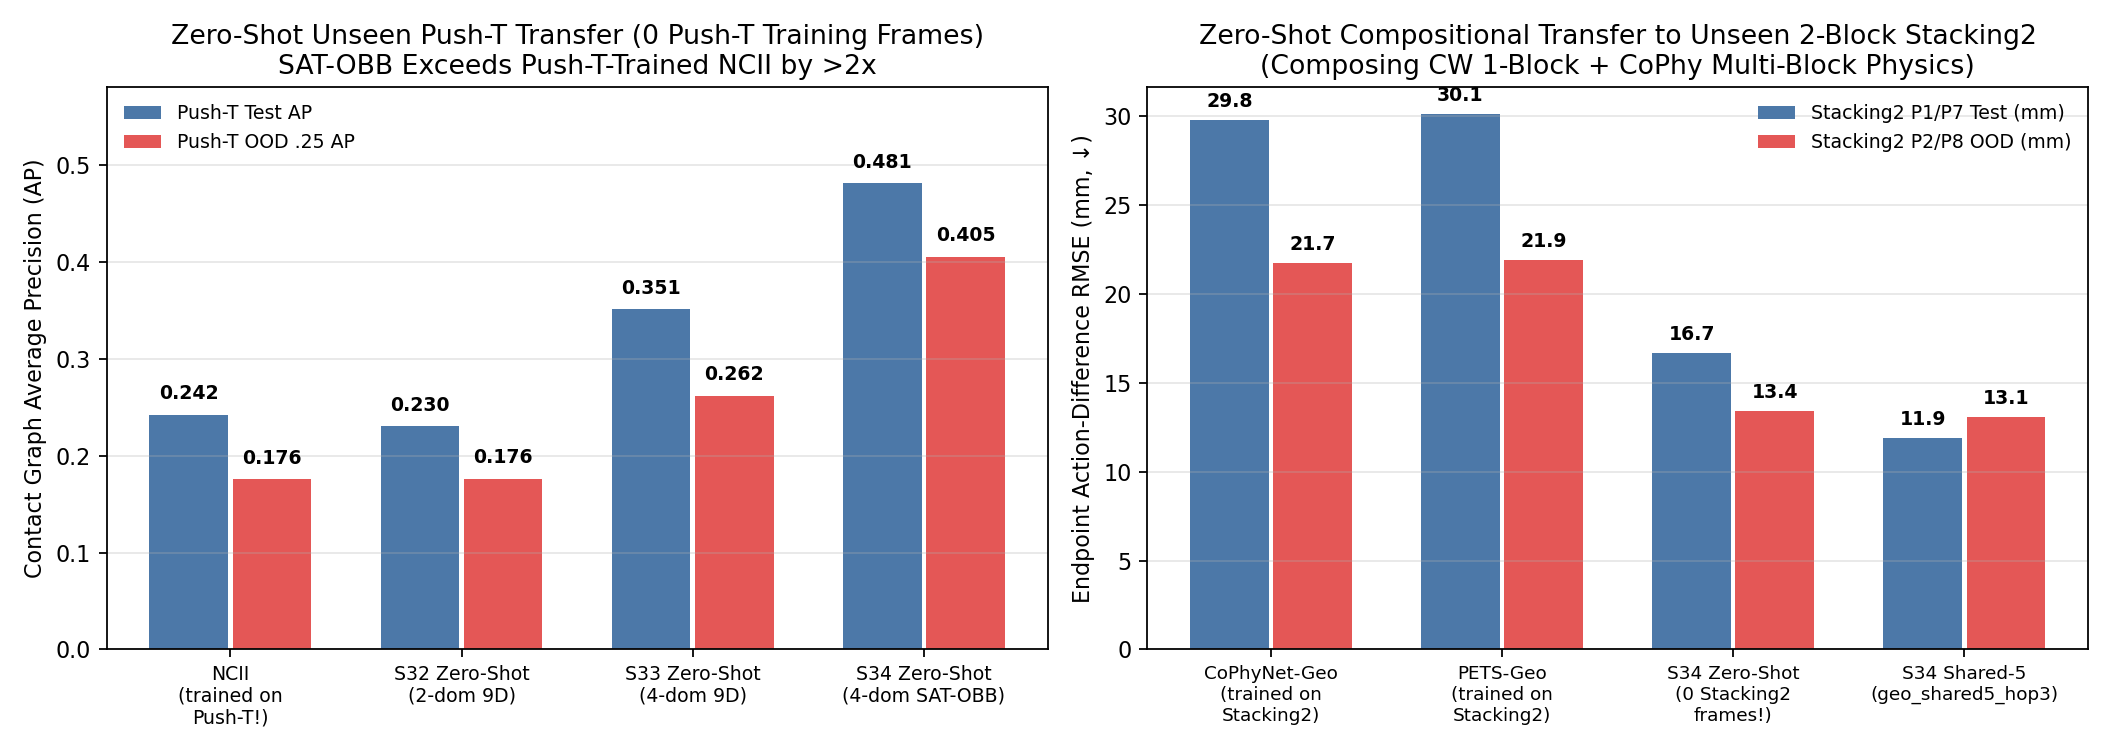 Zero-Shot Unseen Push-T Transfer (0 Push-T Training Frames)
SAT-OBB Exceeds Push-T-Trained NCII by >2x
Contact Graph Average Precision (AP)
Push-T Test AP
Push-T OOD .25 AP
0.5
0.4
0.3
0.2
0.1
0.0
0.242
0.176
0.230
0.176
0.351
0.262
0.481
0.405
NCII
(trained on
Push-T!)
S32 Zero-Shot
(2-dom 9D)
S33 Zero-Shot
(4-dom 9D)
S34 Zero-Shot
(4-dom SAT-OBB)
Zero-Shot Compositional Transfer to Unseen 2-Block Stacking2
(Composing CW 1-Block + CoPhy Multi-Block Physics)
Endpoint Action-Difference RMSE (mm, ↓)
Stacking2 P1/P7 Test (mm)
Stacking2 P2/P8 OOD (mm)
30
25
20
15
10
5
0
29.8
21.7
30.1
21.9
16.7
13.4
11.9
13.1
CoPhyNet-Geo
(trained on
Stacking2)
PETS-Geo
(trained on
Stacking2)
S34 Zero-Shot
(0 Stacking2
frames!)
S34 Shared-5
(geo_shared5_hop3)